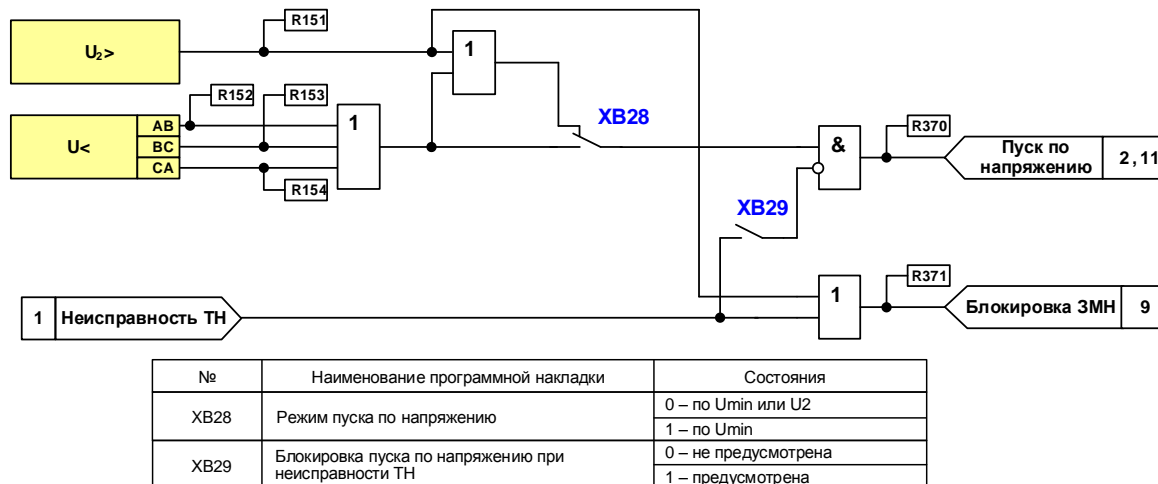 R151
U₂>
1
R152
R153
XB28
U<
AB
BC
CA
1
R154
R370
&
Пуск по
напряжению
2,11
XB29
R371
1
Неисправность ТН
1
Блокировка ЗМН
9
№
Наименование программной накладки
Состояния
XB28
Режим пуска по напряжению
0 – по Umin или U2
1 – по Umin
XB29
Блокировка пуска по напряжению при
неисправности ТН
0 – не предусмотрена
1 – предусмотрена